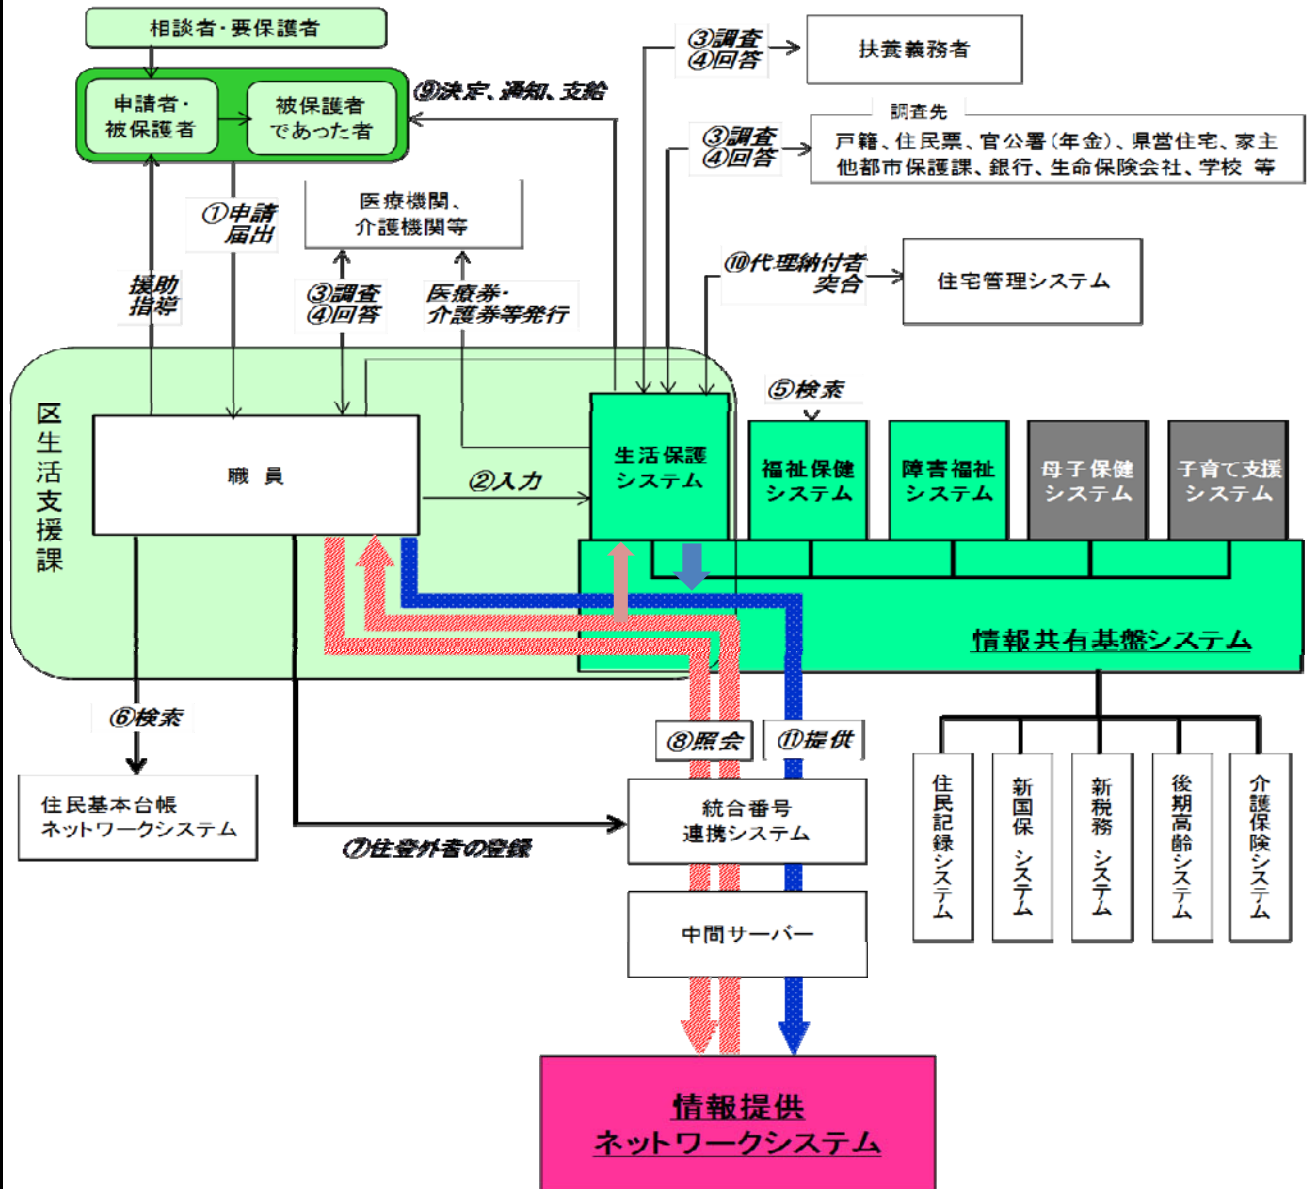 相談者・要保護者
申請者・
被保護者
被保護者
であった者
⑨決定、通知、支給
③調査
④回答
扶養義務者
調査先
③調査
④回答
戸籍、住民票、官公署(年金)、県営住宅、家主
他都市保護課、銀行、生命保険会社、学校 等
①申請
届出
医療機関、
介護機関等
援助
指導
③調査
④回答
医療券・
介護券等発行
⑩代理納付者
突合
住宅管理システム
区生活支援課
職 員
②入力
生活保護
システム
⑤検索
福祉保健
システム
障害福祉
システム
母子保健
システム
子育て支援
システム
情報共有基盤システム
⑥検索
住民基本台帳
ネットワークシステム
⑦住登外者の登録
⑧照会
⑪提供
統合番号
連携システム
中間サーバー
住民記録システム
新国保 システム
新税務 システム
後期高齢システム
介護保険システム
情報提供
ネットワークシステム